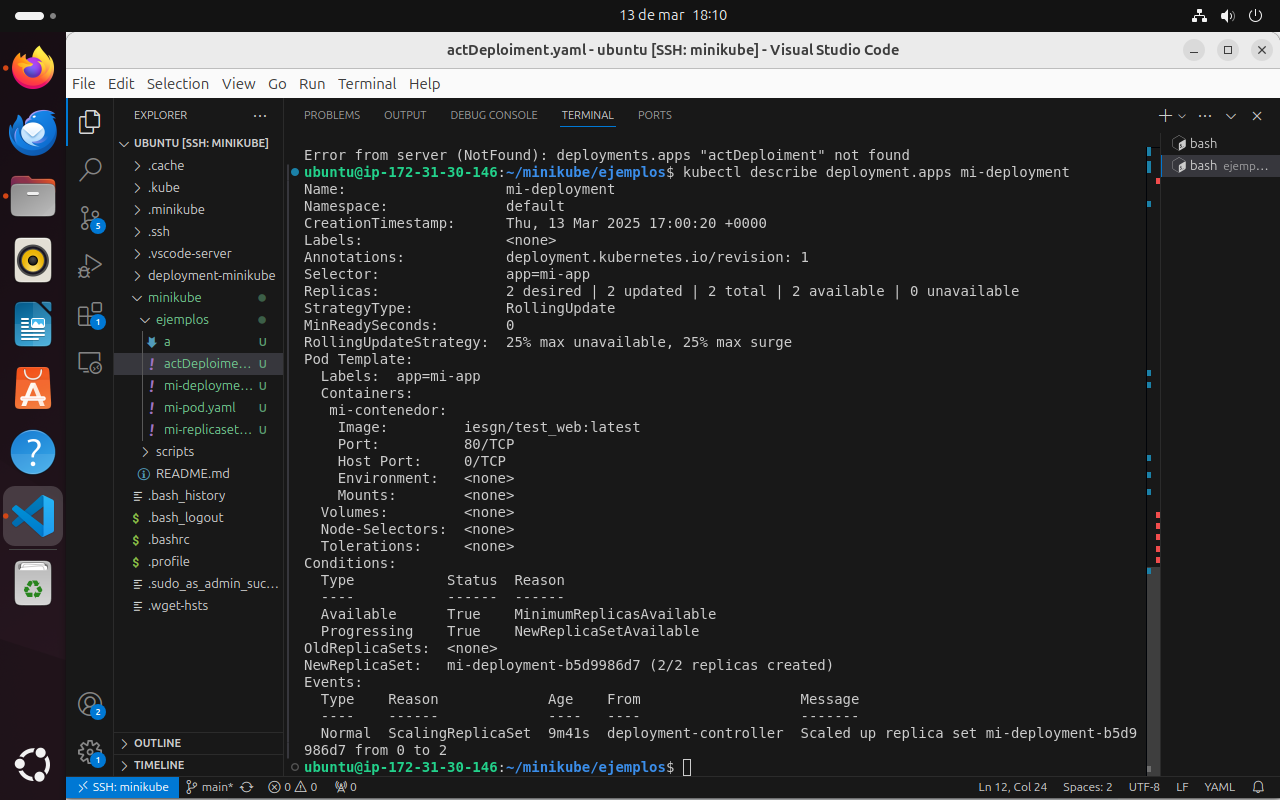 13 de mar 18:10
actDeploiment.yaml - ubuntu [SSH: minikube] - Visual Studio Code
File Edit Selection View Go Run Terminal Help
EXPLORER
UBUNTU [SSH: MINIKUBE]
.cache
.kube
.minikube
.ssh
.vscode-server
deployment-minikube
minikube
ejemplos
a U
actDeploime... U
mi-deployme... U
mi-pod.yaml U
mi-replicaset... U
scripts
README.md
.bash_history
.bash_logout
.bashrc
.profile
.sudo_as_admin_suc...
.wget-hsts
OUTLINE
TIMELINE
5
1
2
1
PROBLEMS OUTPUT DEBUG CONSOLE TERMINAL PORTS
Error from server (NotFound): deployments.apps "actDeploiment" not found
ubuntu@ip-172-31-30-146:~/minikube/ejemplos$ kubectl describe deployment.apps mi-deployment
Name: mi-deployment
Namespace: default
CreationTimestamp: Thu, 13 Mar 2025 17:00:20 +0000
Labels: <none>
Annotations: deployment.kubernetes.io/revision: 1
Selector: app=mi-app
Replicas: 2 desired | 2 updated | 2 total | 2 available | 0 unavailable
StrategyType: RollingUpdate
MinReadySeconds: 0
RollingUpdateStrategy: 25% max unavailable, 25% max surge
Pod Template:
Labels: app=mi-app
Containers:
mi-contenedor:
Image: iesgn/test_web:latest
Port: 80/TCP
Host Port: 0/TCP
Environment: <none>
Mounts: <none>
Volumes: <none>
Node-Selectors: <none>
Tolerations: <none>
Conditions:
Type Status Reason
---- ------ ------
Available True MinimumReplicasAvailable
Progressing True NewReplicaSetAvailable
OldReplicaSets: <none>
NewReplicaSet: mi-deployment-b5d9986d7 (2/2 replicas created)
Events:
Type Reason Age From Message
---- ------ ---- ---- -------
Normal ScalingReplicaSet 9m41s deployment-controller Scaled up replica set mi-deployment-b5d9
986d7 from 0 to 2
ubuntu@ip-172-31-30-146:~/minikube/ejemplos$
bash
bash ejemp...
SSH: minikube main* 0 0 0 Ln 12, Col 24 Spaces: 2 UTF-8 LF YAML